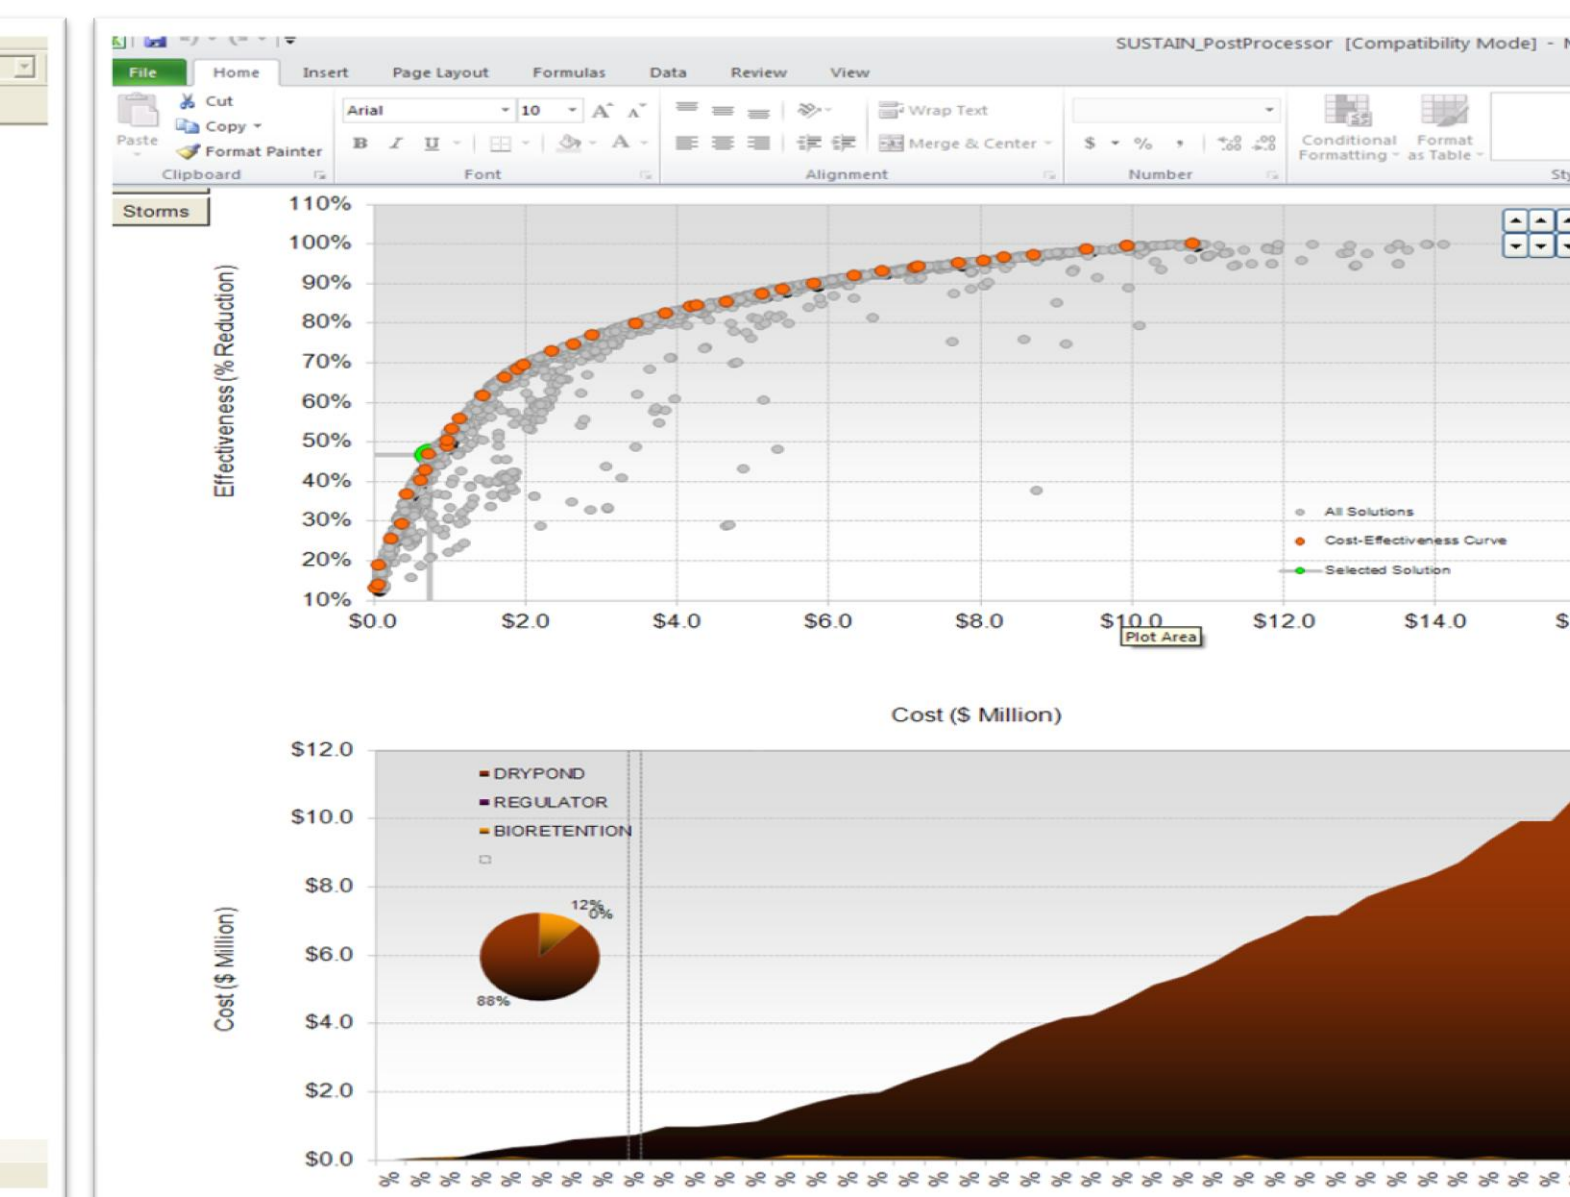 SUSTAIN_PostProcessor [Compatibility Mode] -
File Home Insert Page Layout Formulas Data Review View
Paste
Cut
Copy
Format Painter
Clipboard
Arial 10
B I U
Font
Wrap Text
Merge & Center
Alignment
$ % ,
Number
Conditional Formatting
Format as Table
Storms
Effectiveness (% Reduction)
110%
100%
90%
80%
70%
60%
50%
40%
30%
20%
10%
All Solutions
Cost-Effectiveness Curve
Selected Solution
$0.0 $2.0 $4.0 $6.0 $8.0 $10.0 $12.0 $14.0
Plot Area
Cost ($ Million)
Cost ($ Million)
$12.0
$10.0
$8.0
$6.0
$4.0
$2.0
$0.0
DRYPOND
REGULATOR
BIORETENTION
12%
0%
88%
% % % % % % % % % % % % % % % % % % % % % % % % % % % % % % % % % % % % % % %